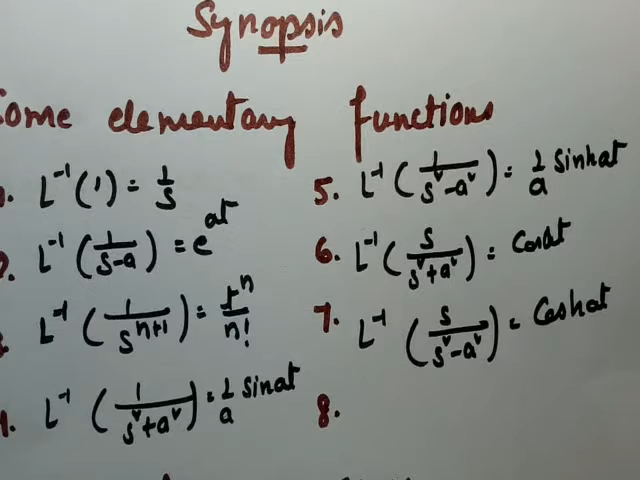 Synopsis
Some elementary functions
1. L⁻¹(1) = 1/s
2. L⁻¹(1/(s-a)) = e^at
3. L⁻¹(1/s^(n+1)) = t^n/n!
4. L⁻¹(1/(s²+a²)) = 1/a sinat
5. L⁻¹(1/(s²-a²)) = 1/a sinhat
6. L⁻¹(s/(s²+a²)) = Cosat
7. L⁻¹(s/(s²-a²)) = Coshat
8.